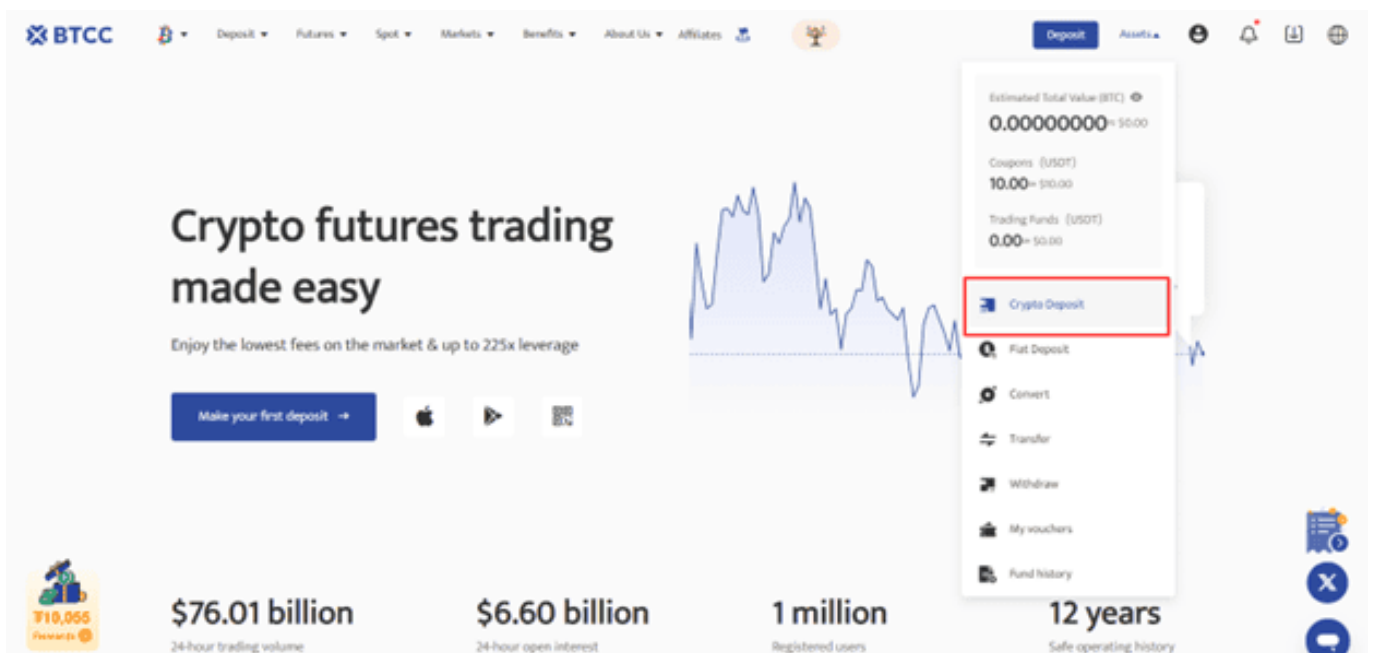 BTCC
Deposit
Futures
Spot
Markets
Benefits
About Us
Affiliates
Deposit
Assets
Estimated Total Value (BTC)
0.00000000≈ $0.00
Coupons (USDT)
10.00≈ $10.00
Trading Funds (USDT)
0.00≈ $0.00
Crypto Deposit
Fiat Deposit
Convert
Transfer
Withdraw
My vouchers
Fund history
Crypto futures trading
made easy
Enjoy the lowest fees on the market & up to 225x leverage
Make your first deposit →
₮10,055
Rewards
$76.01 billion
24-hour trading volume
$6.60 billion
24-hour open interest
1 million
Registered users
12 years
Safe operating history